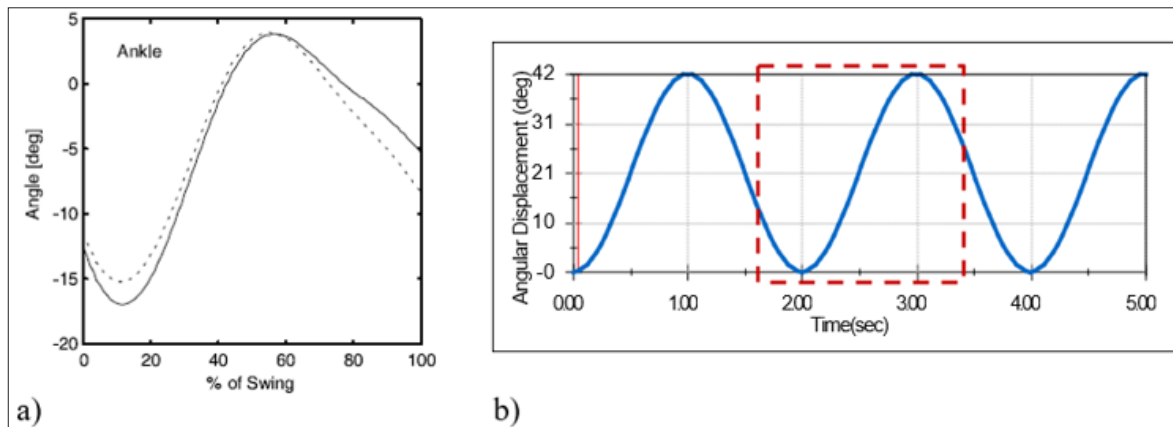 Ankle
Angle [deg]
5
0
-5
-10
-15
-20
0 20 40 60 80 100
% of Swing
a)
Angular Displacement (deg)
42
31
21
10
-0
0.00 1.00 2.00 3.00 4.00 5.00
Time(sec)
b)